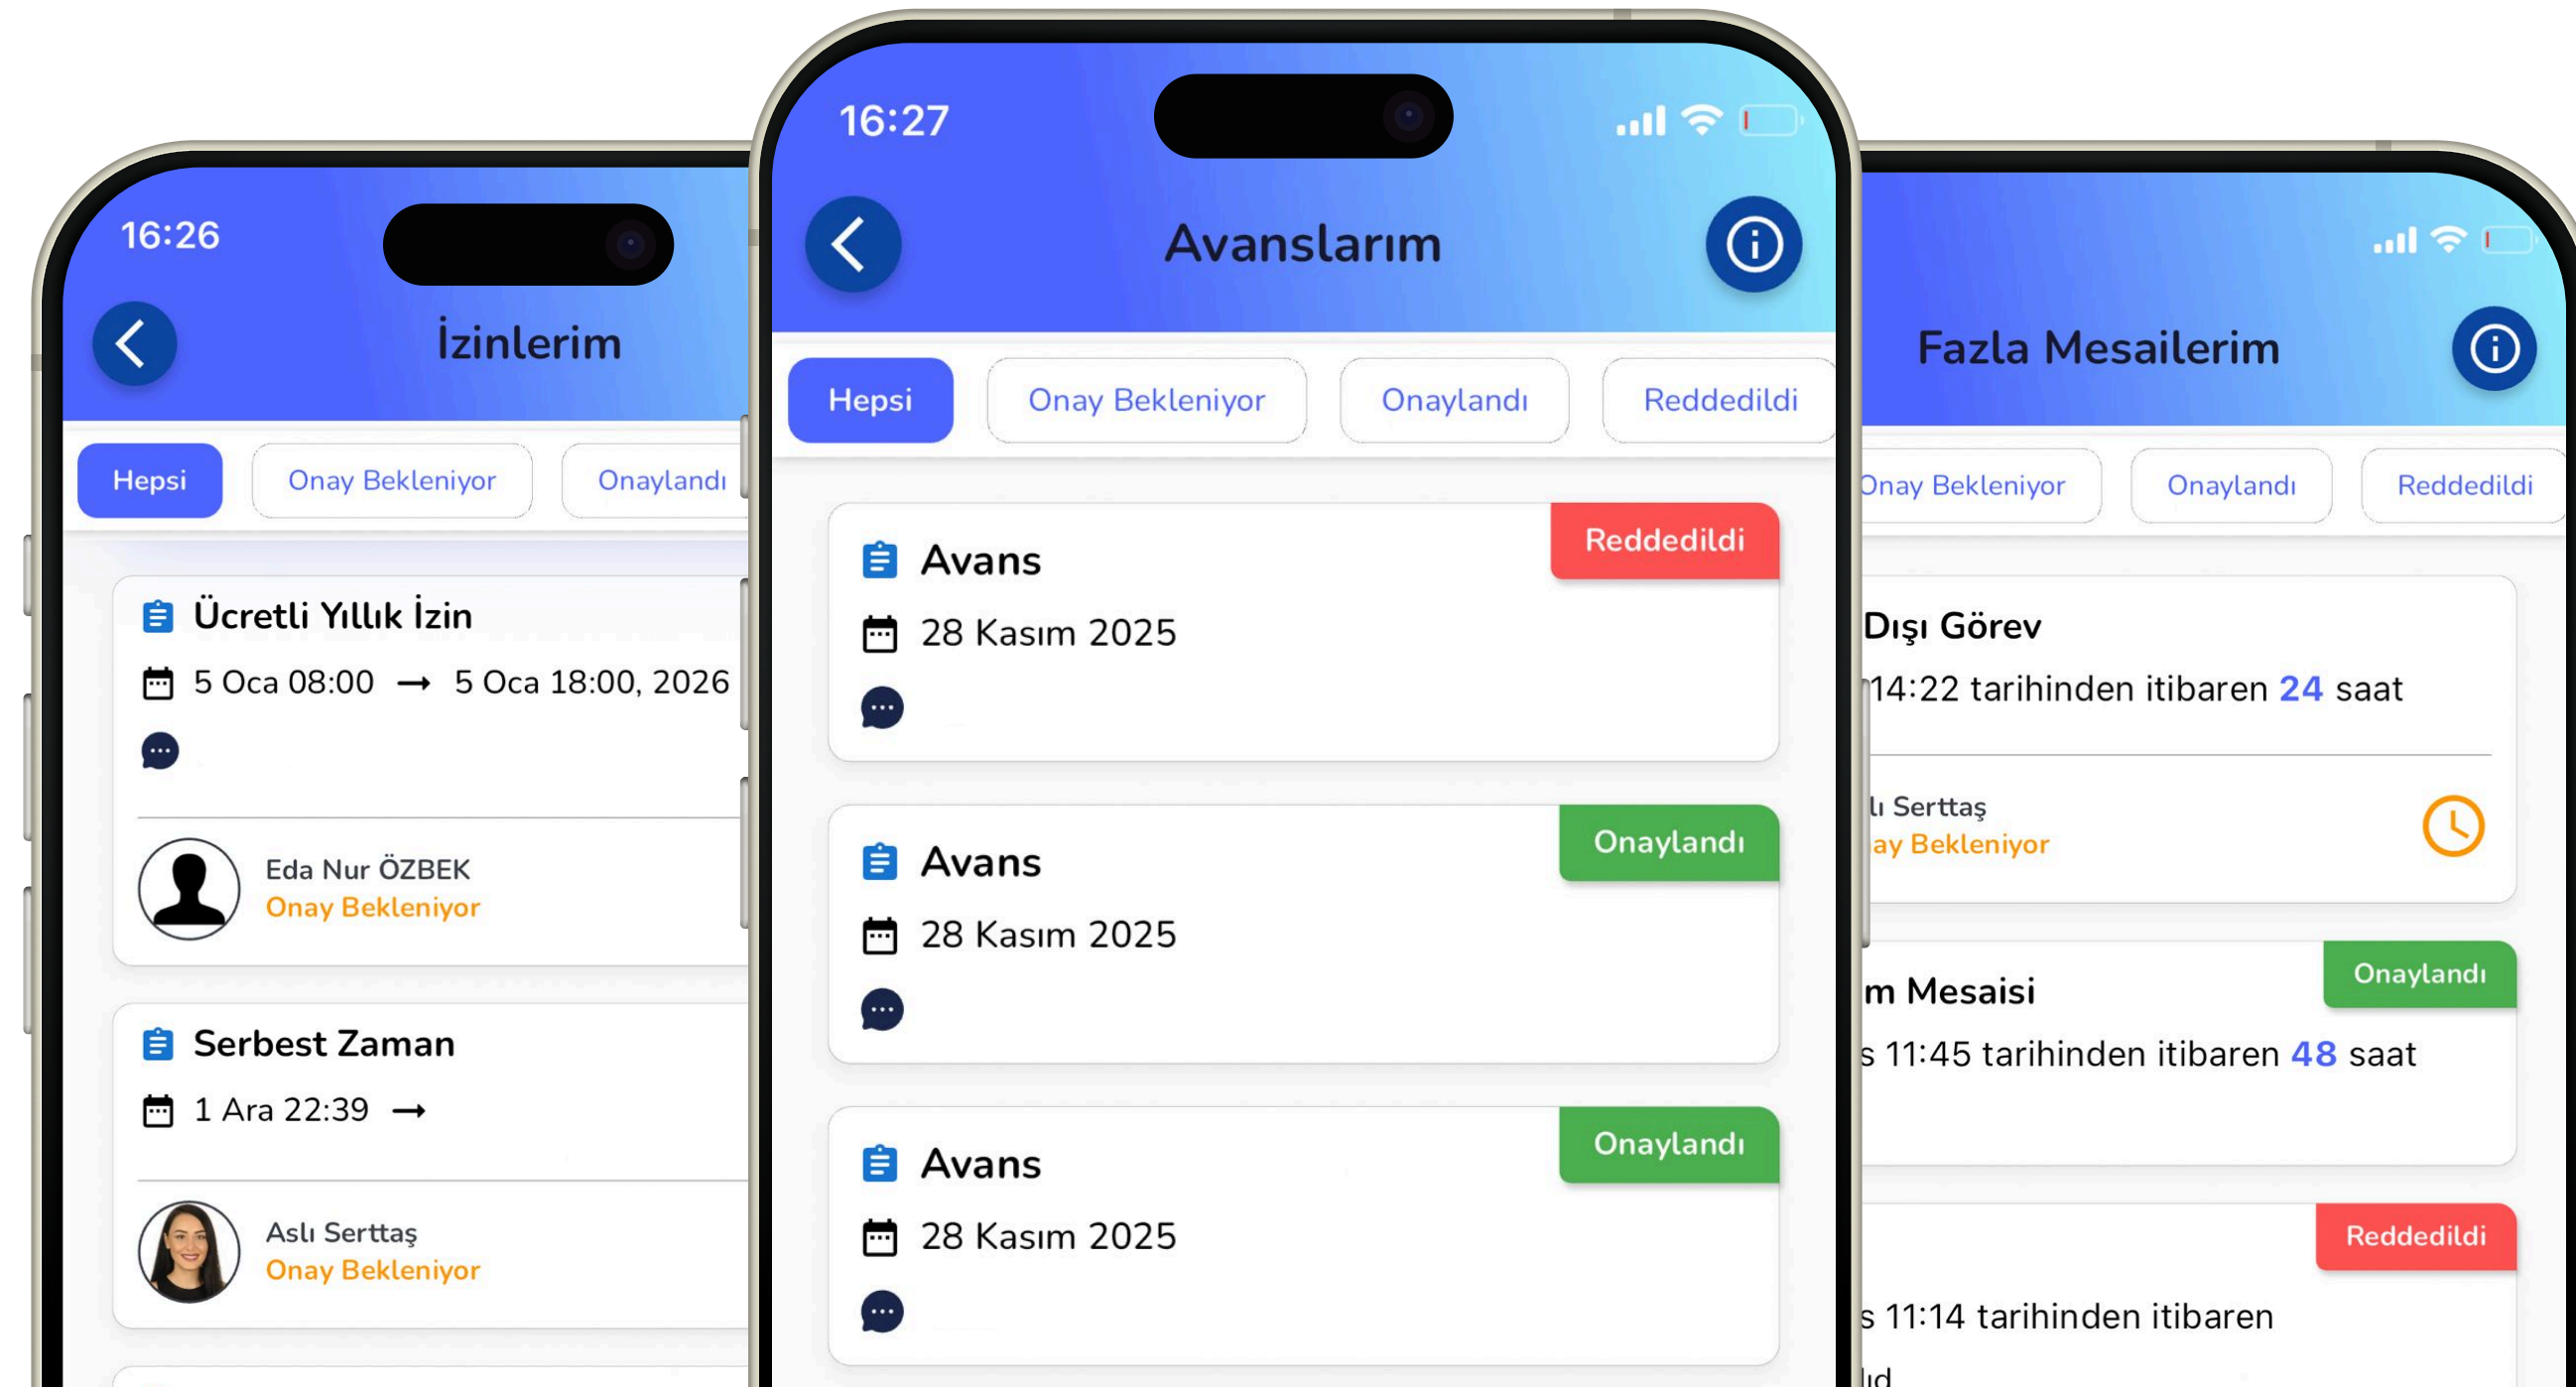 16:26
İzinlerim
Hepsi
Onay Bekleniyor
Onaylandı
Ücretli Yıllık İzin
5 Oca 08:00 → 5 Oca 18:00, 2026
Eda Nur ÖZBEK
Onay Bekleniyor
Serbest Zaman
1 Ara 22:39 →
Aslı Serttaş
Onay Bekleniyor
16:27
Avanslarım
Hepsi
Onay Bekleniyor
Onaylandı
Reddedildi
Avans
Reddedildi
28 Kasım 2025
Avans
Onaylandı
28 Kasım 2025
Avans
Onaylandı
28 Kasım 2025
Fazla Mesailerim
Onay Bekleniyor
Onaylandı
Reddedildi
Dışı Görev
14:22 tarihinden itibaren 24 saat
Serttaş
Bekleniyor
Mesaisi
Onaylandı
11:45 tarihinden itibaren 48 saat
Reddedildi
11:14 tarihinden itibaren